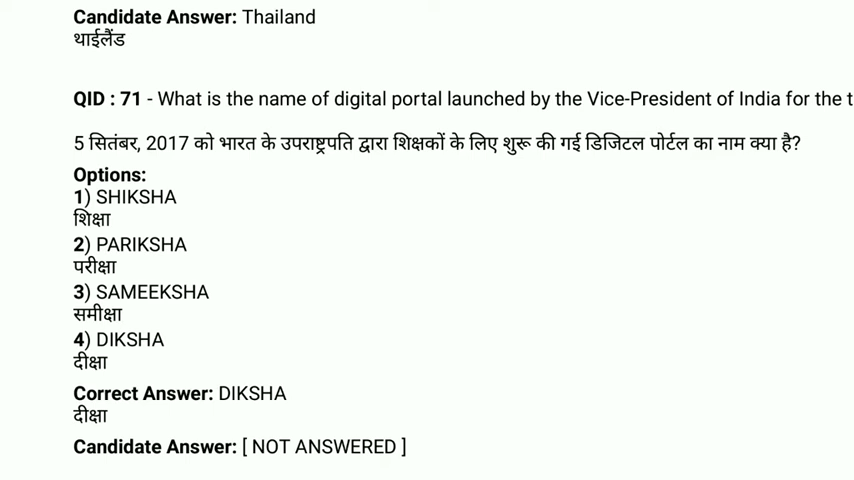 Candidate Answer: Thailand
थाईलैंड
QID : 71 - What is the name of digital portal launched by the Vice-President of India for the
5 सितंबर, 2017 को भारत के उपराष्ट्रपति द्वारा शिक्षकों के लिए शुरू की गई डिजिटल पोर्टल का नाम क्या है?
Options:
1) SHIKSHA
शिक्षा
2) PARIKSHA
परीक्षा
3) SAMEEKSHA
समीक्षा
4) DIKSHA
दीक्षा
Correct Answer: DIKSHA
दीक्षा
Candidate Answer: [ NOT ANSWERED ]